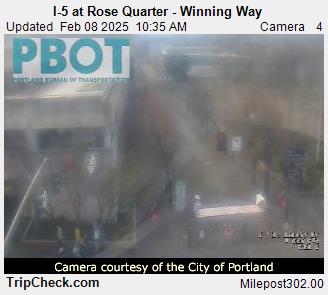 I-5 at Rose Quarter - Winning Way
Updated Feb 08 2025 10:35 AM Camera 4
PBOT
PORTLAND BUREAU OF TRANSPORTATION
Camera courtesy of the City of Portland
TripCheck.com Milepost302.00